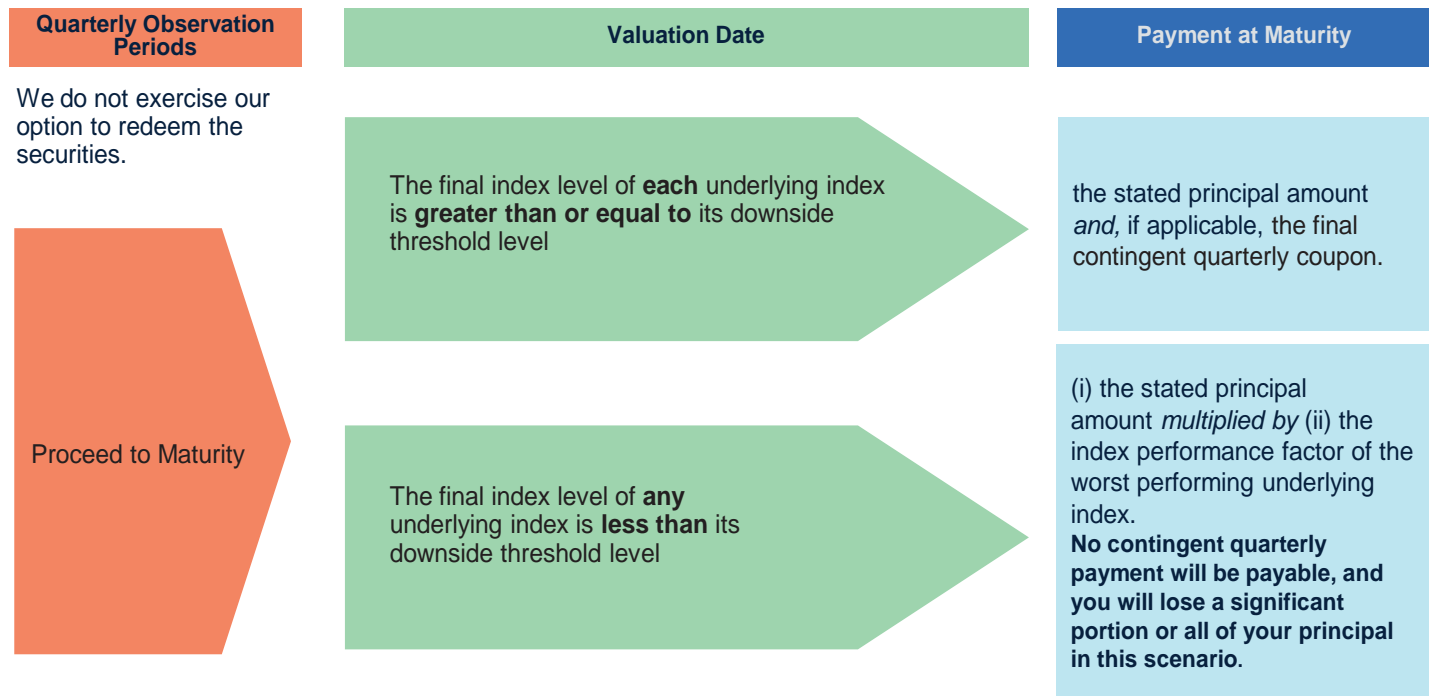 Quarterly Observation
Periods
Valuation Date
Payment at Maturity
We do not exercise our
option to redeem the
securities.
Proceed to Maturity
The final index level of each underlying index
is greater than or equal to its downside
threshold level
the stated principal amount
and, if applicable, the final
contingent quarterly coupon.
The final index level of any
underlying index is less than its
downside threshold level
(i) the stated principal
amount multiplied by (ii) the
index performance factor of the
worst performing underlying
index.
No contingent quarterly
payment will be payable, and
you will lose a significant
portion or all of your principal
in this scenario.